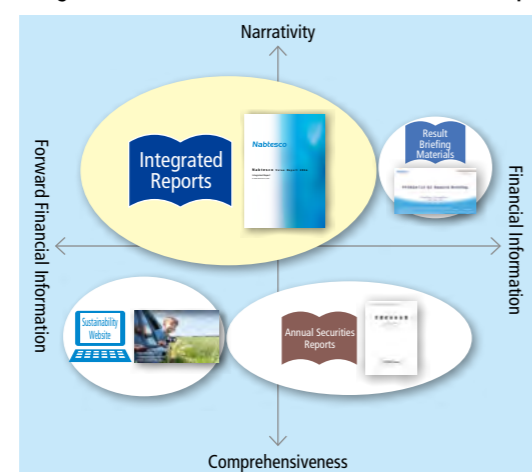 Narrativity
Forward Financial Information
Financial Information
Integrated
Reports
Nabtesco
Result
Briefing
Materials
Sustainability
Website
Annual Securities
Reports
Comprehensiveness